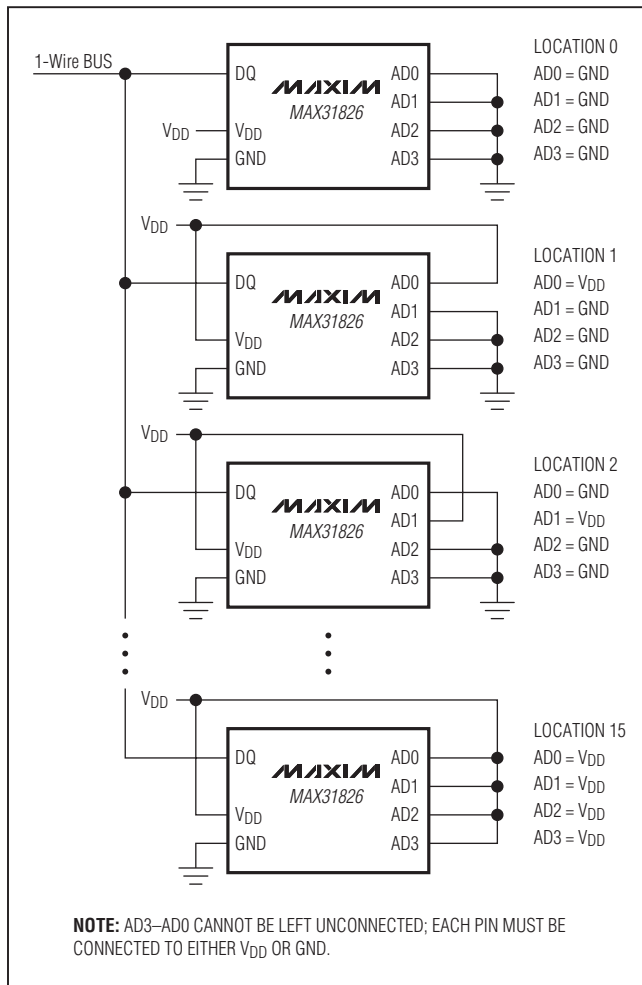 1-Wire BUS
DQ
VDD VDD
GND
MAXIM
MAX31826
AD0
AD1
AD2
AD3
LOCATION 0
AD0 = GND
AD1 = GND
AD2 = GND
AD3 = GND
VDD
DQ
VDD
GND
MAXIM
MAX31826
AD0
AD1
AD2
AD3
LOCATION 1
AD0 = VDD
AD1 = GND
AD2 = GND
AD3 = GND
VDD
DQ
VDD
GND
MAXIM
MAX31826
AD0
AD1
AD2
AD3
LOCATION 2
AD0 = GND
AD1 = VDD
AD2 = GND
AD3 = GND
VDD
DQ
VDD
GND
MAXIM
MAX31826
AD0
AD1
AD2
AD3
LOCATION 15
AD0 = VDD
AD1 = VDD
AD2 = VDD
AD3 = VDD
NOTE: AD3–AD0 CANNOT BE LEFT UNCONNECTED; EACH PIN MUST BE
CONNECTED TO EITHER VDD OR GND.